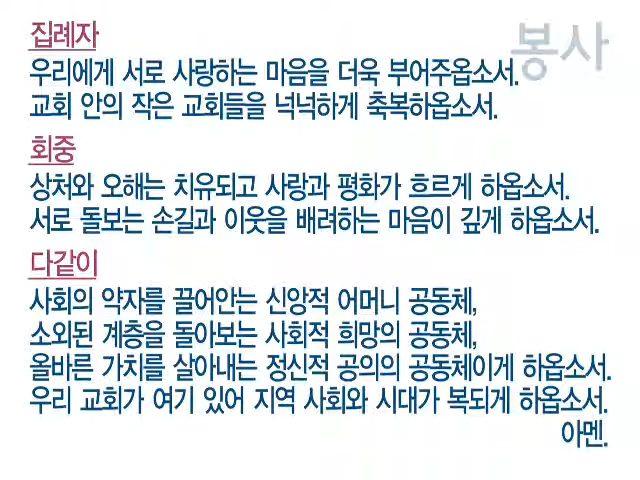 집례자
봉사
우리에게 서로 사랑하는 마음을 더욱 부어주옵소서.
교회 안의 작은 교회들을 넉넉하게 축복하옵소서.
회중
상처와 오해는 치유되고 사랑과 평화가 흐르게 하옵소서.
서로 돌보는 손길과 이웃을 배려하는 마음이 깊게 하옵소서.
다같이
사회의 약자를 끌어안는 신앙적 어머니 공동체,
소외된 계층을 돌아보는 사회적 희망의 공동체,
올바른 가치를 살아내는 정신적 공의의 공동체이게 하옵소서.
우리 교회가 여기 있어 지역 사회와 시대가 복되게 하옵소서.
아멘.